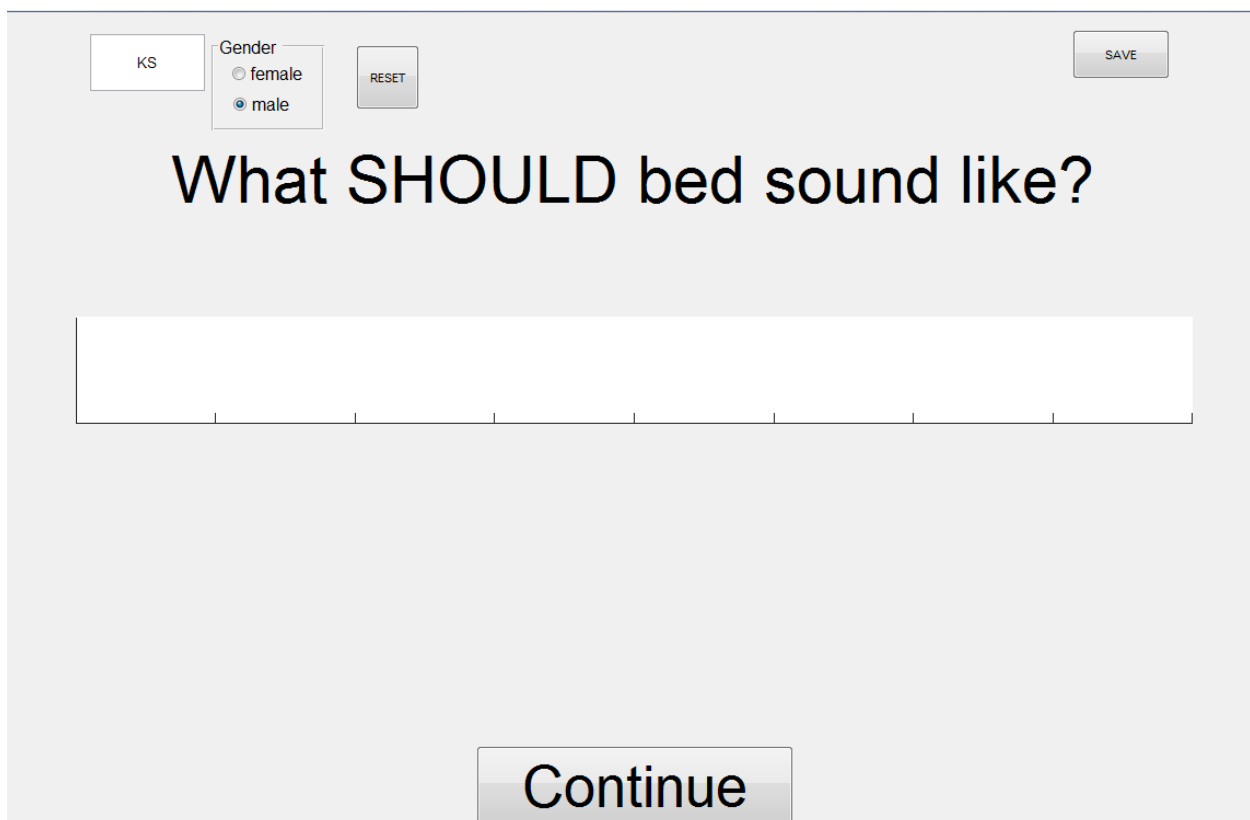 KS
Gender
female
male
RESET
SAVE
What SHOULD bed sound like?
Continue